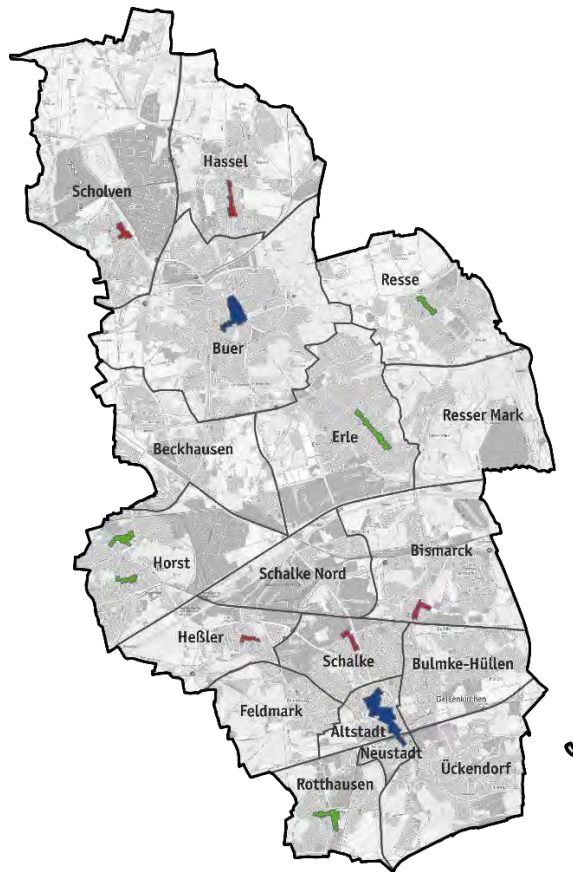 Hassel
Scholven
Resse
Buer
Resser Mark
Erle
Beckhausen
Bismarck
Horst
Schalke Nord
Heßler
Schalke
Bulmke-Hüllen
Gelsenkirchen
Feldmark
Altstadt
Neustadt
Ückendorf
Rotthausen